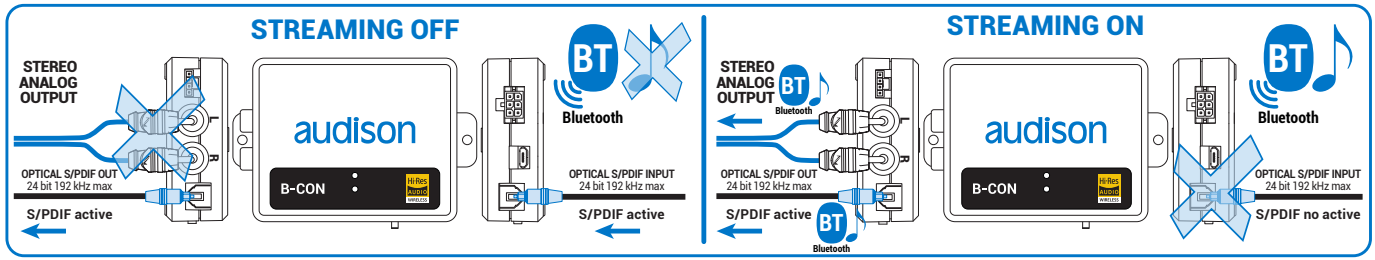 STREAMING OFF
STEREO
ANALOG
OUTPUT
L
R
OPTICAL S/PDIF OUT
24 bit 192 kHz max
S/PDIF active
audison
B-CON
Hi-Res
AUDIO
WIRELESS
BT
Bluetooth
OPTICAL S/PDIF INPUT
24 bit 192 kHz max
S/PDIF active
STREAMING ON
STEREO
ANALOG
OUTPUT
BT
Bluetooth
L
R
OPTICAL S/PDIF OUT
24 bit 192 kHz max
S/PDIF active
BT
Bluetooth
audison
B-CON
Hi-Res
AUDIO
WIRELESS
BT
Bluetooth
OPTICAL S/PDIF INPUT
24 bit 192 kHz max
S/PDIF no active